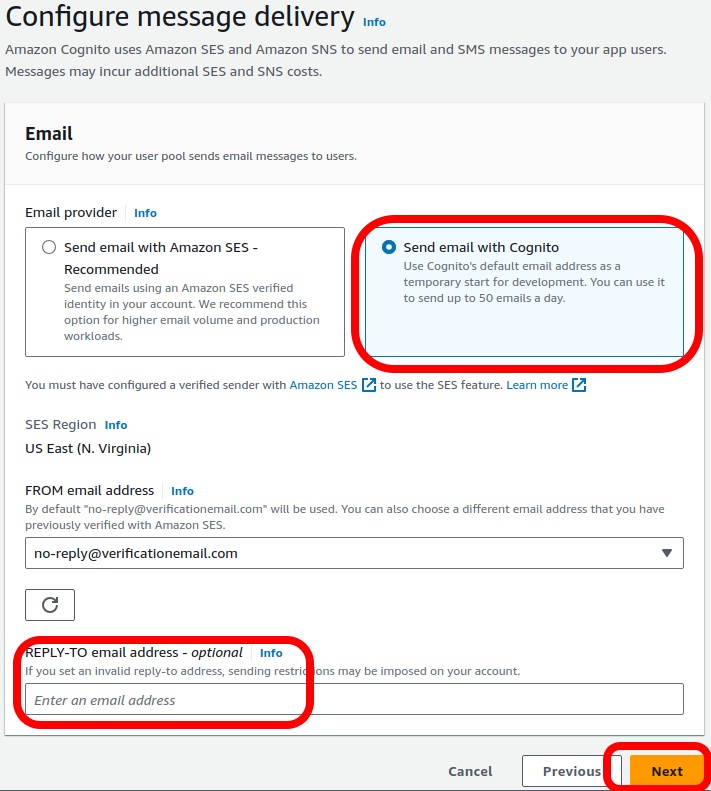 Configure message delivery Info
Amazon Cognito uses Amazon SES and Amazon SNS to send email and SMS messages to your app users.
Messages may incur additional SES and SNS costs.
Email
Configure how your user pool sends email messages to users.
Email provider Info
Send email with Amazon SES -
Recommended
Send emails using an Amazon SES verified
identity in your account. We recommend this
option for higher email volume and production
workloads.
Send email with Cognito
Use Cognito's default email address as a
temporary start for development. You can use it
to send up to 50 emails a day.
You must have configured a verified sender with Amazon SES to use the SES feature. Learn more
SES Region Info
US East (N. Virginia)
FROM email address Info
By default "no-reply@verificationemail.com" will be used. You can also choose a different email address that you have
previously verified with Amazon SES.
no-reply@verificationemail.com
REPLY-TO email address - optional Info
If you set an invalid reply-to address, sending restrictions may be imposed on your account.
Enter an email address
Cancel Previous Next